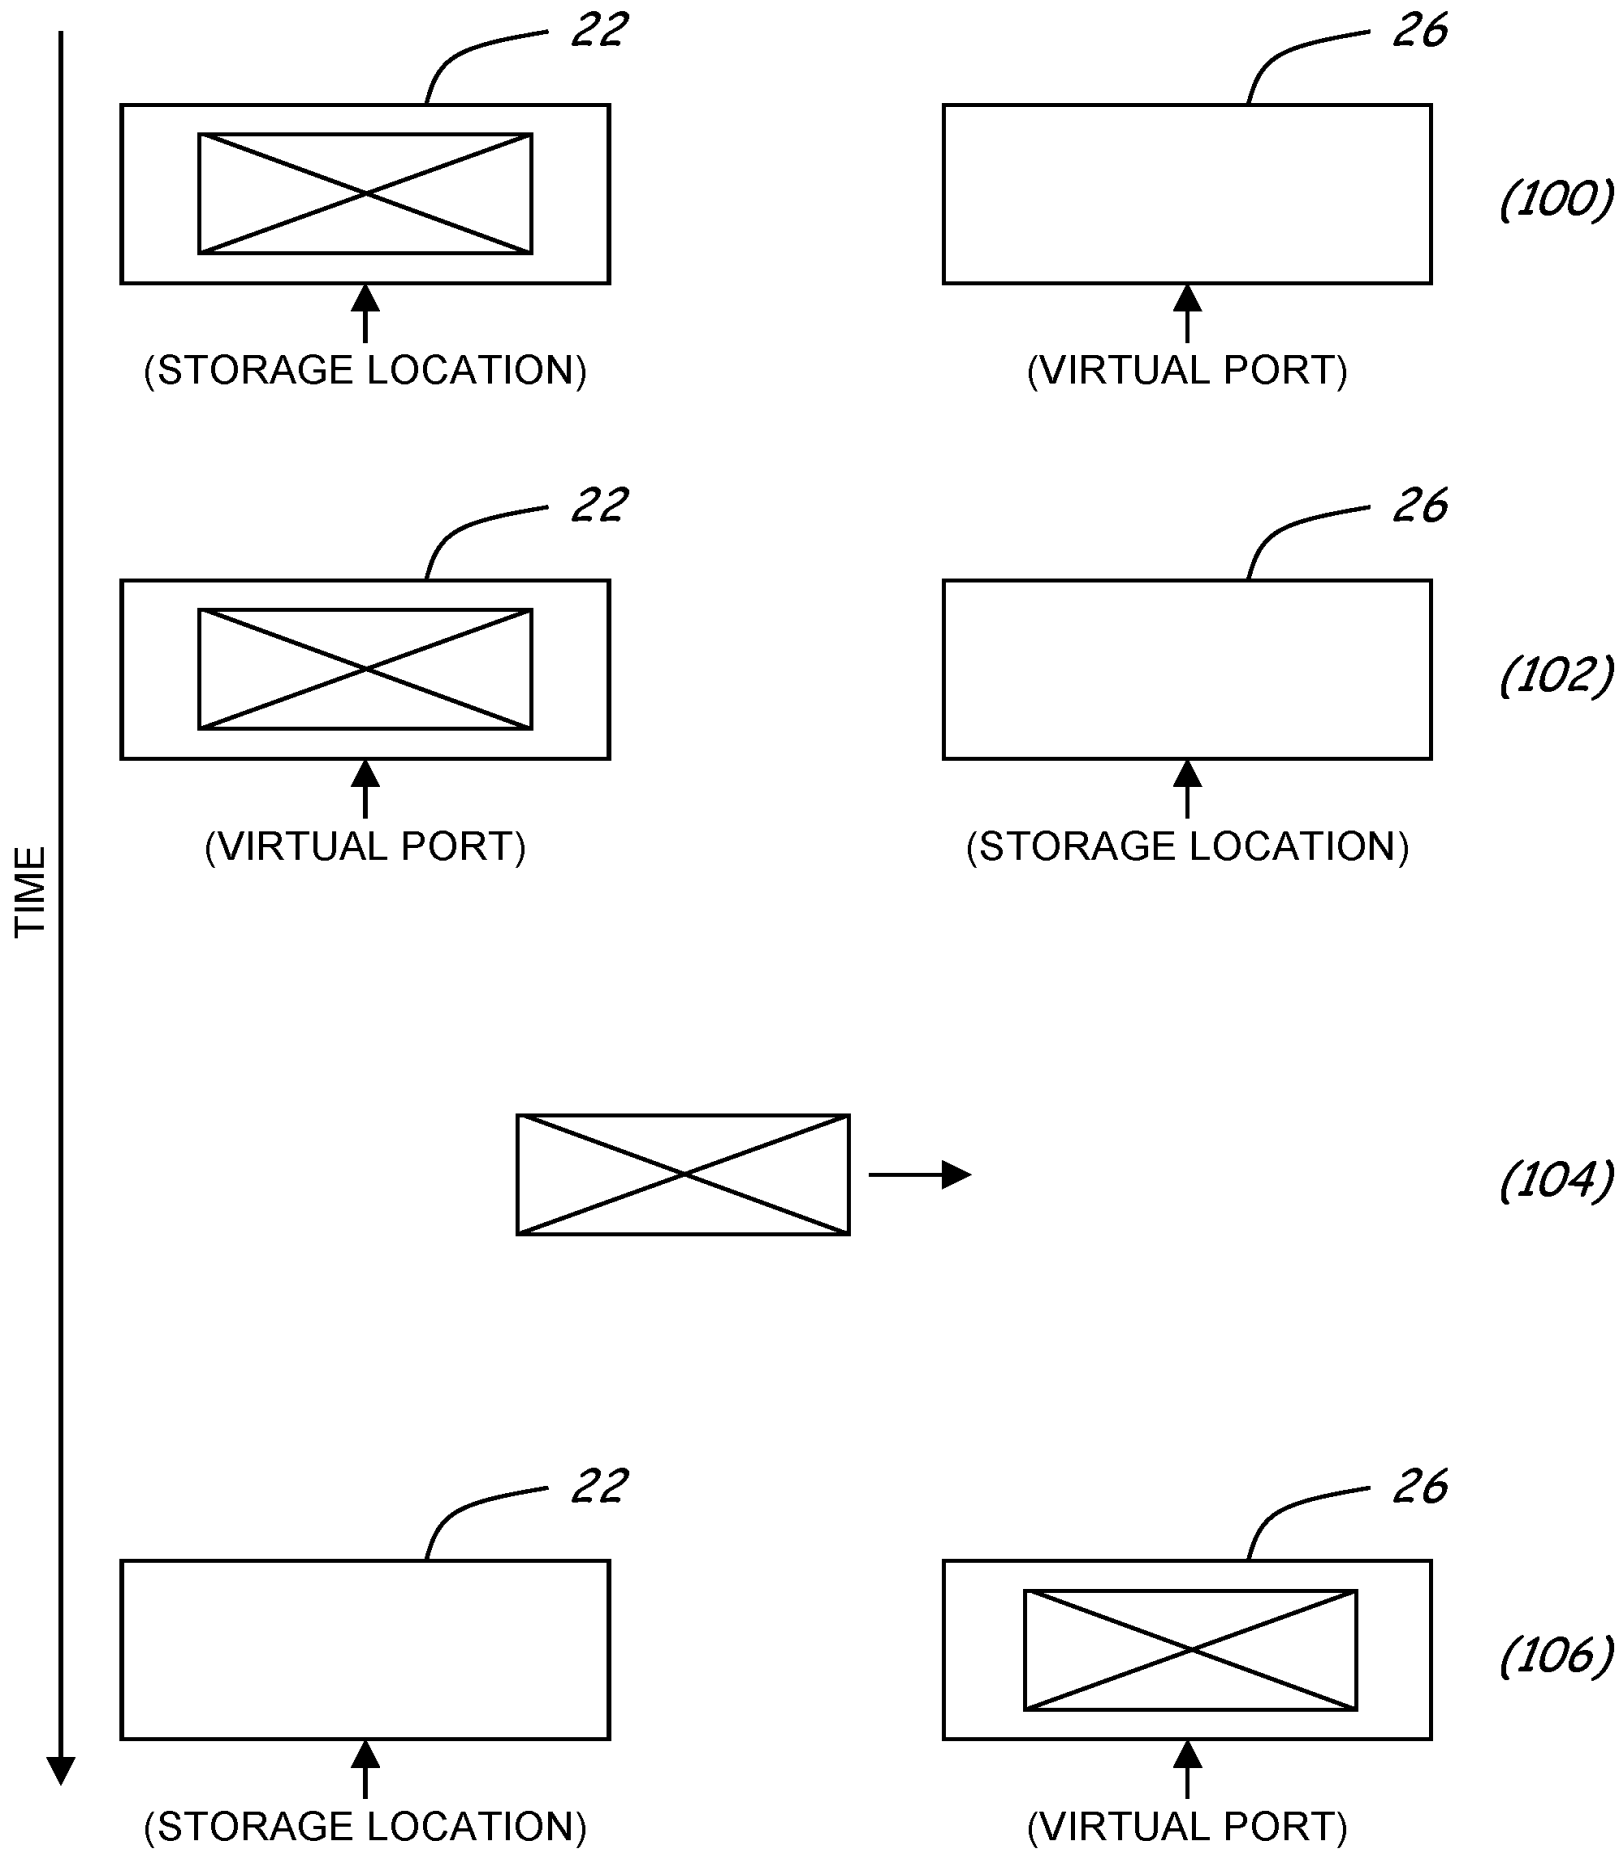 22
26
(100)
(STORAGE LOCATION)
(VIRTUAL PORT)
22
26
(102)
(VIRTUAL PORT)
(STORAGE LOCATION)
TIME
(104)
22
26
(106)
(STORAGE LOCATION)
(VIRTUAL PORT)